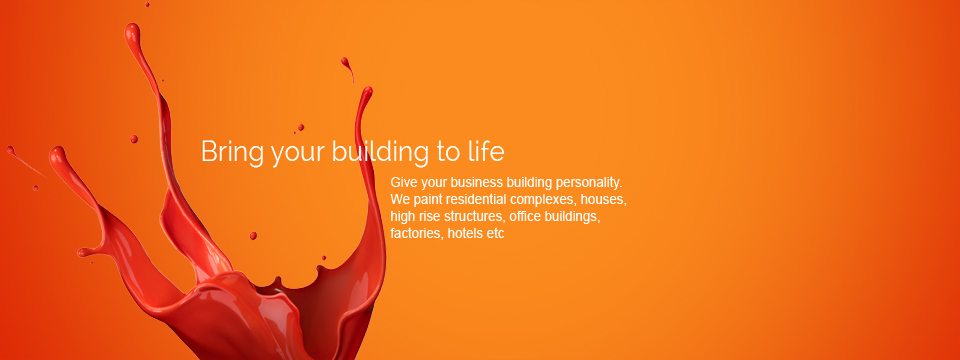 Bring your building to life
Give your business building personality.
We paint residential complexes, houses,
high rise structures, office buildings,
factories, hotels etc